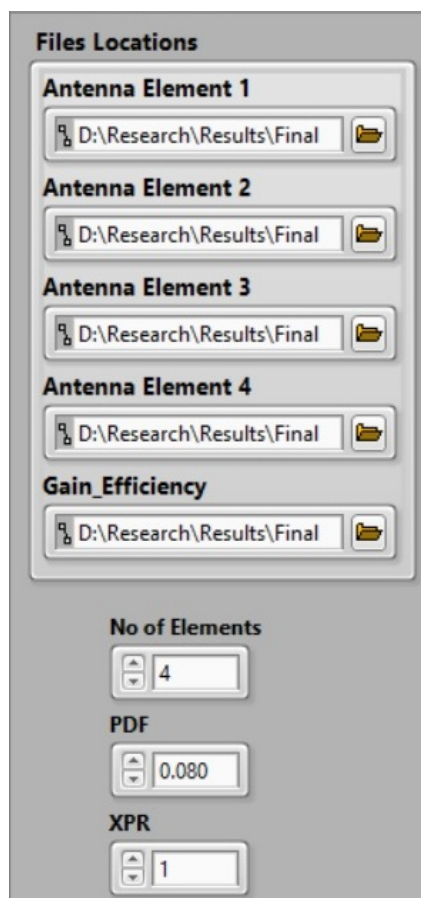 Files Locations
Antenna Element 1
D:\Research\Results\Final
Antenna Element 2
D:\Research\Results\Final
Antenna Element 3
D:\Research\Results\Final
Antenna Element 4
D:\Research\Results\Final
Gain_Efficiency
D:\Research\Results\Final
No of Elements
4
PDF
0.080
XPR
1